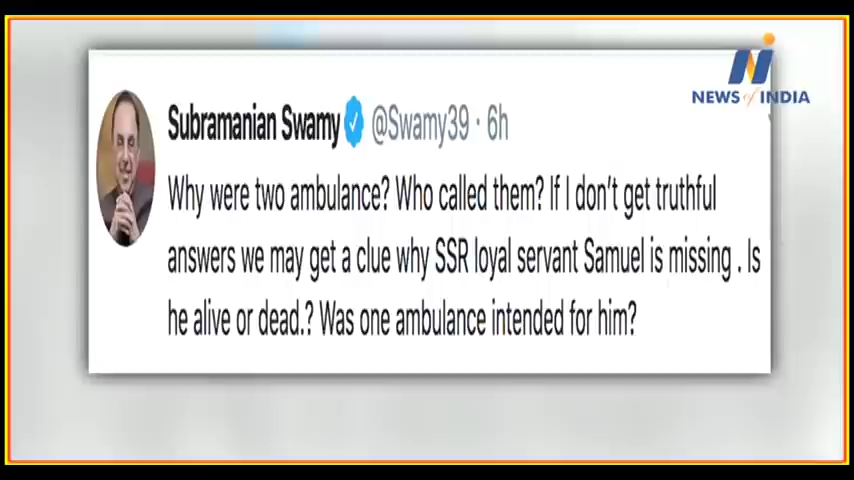 NEWS of INDIA
Subramanian Swamy @Swamy39 · 6h
Why were two ambulance? Who called them? If I don't get truthful
answers we may get a clue why SSR loyal servant Samuel is missing . Is
he alive or dead.? Was one ambulance intended for him?